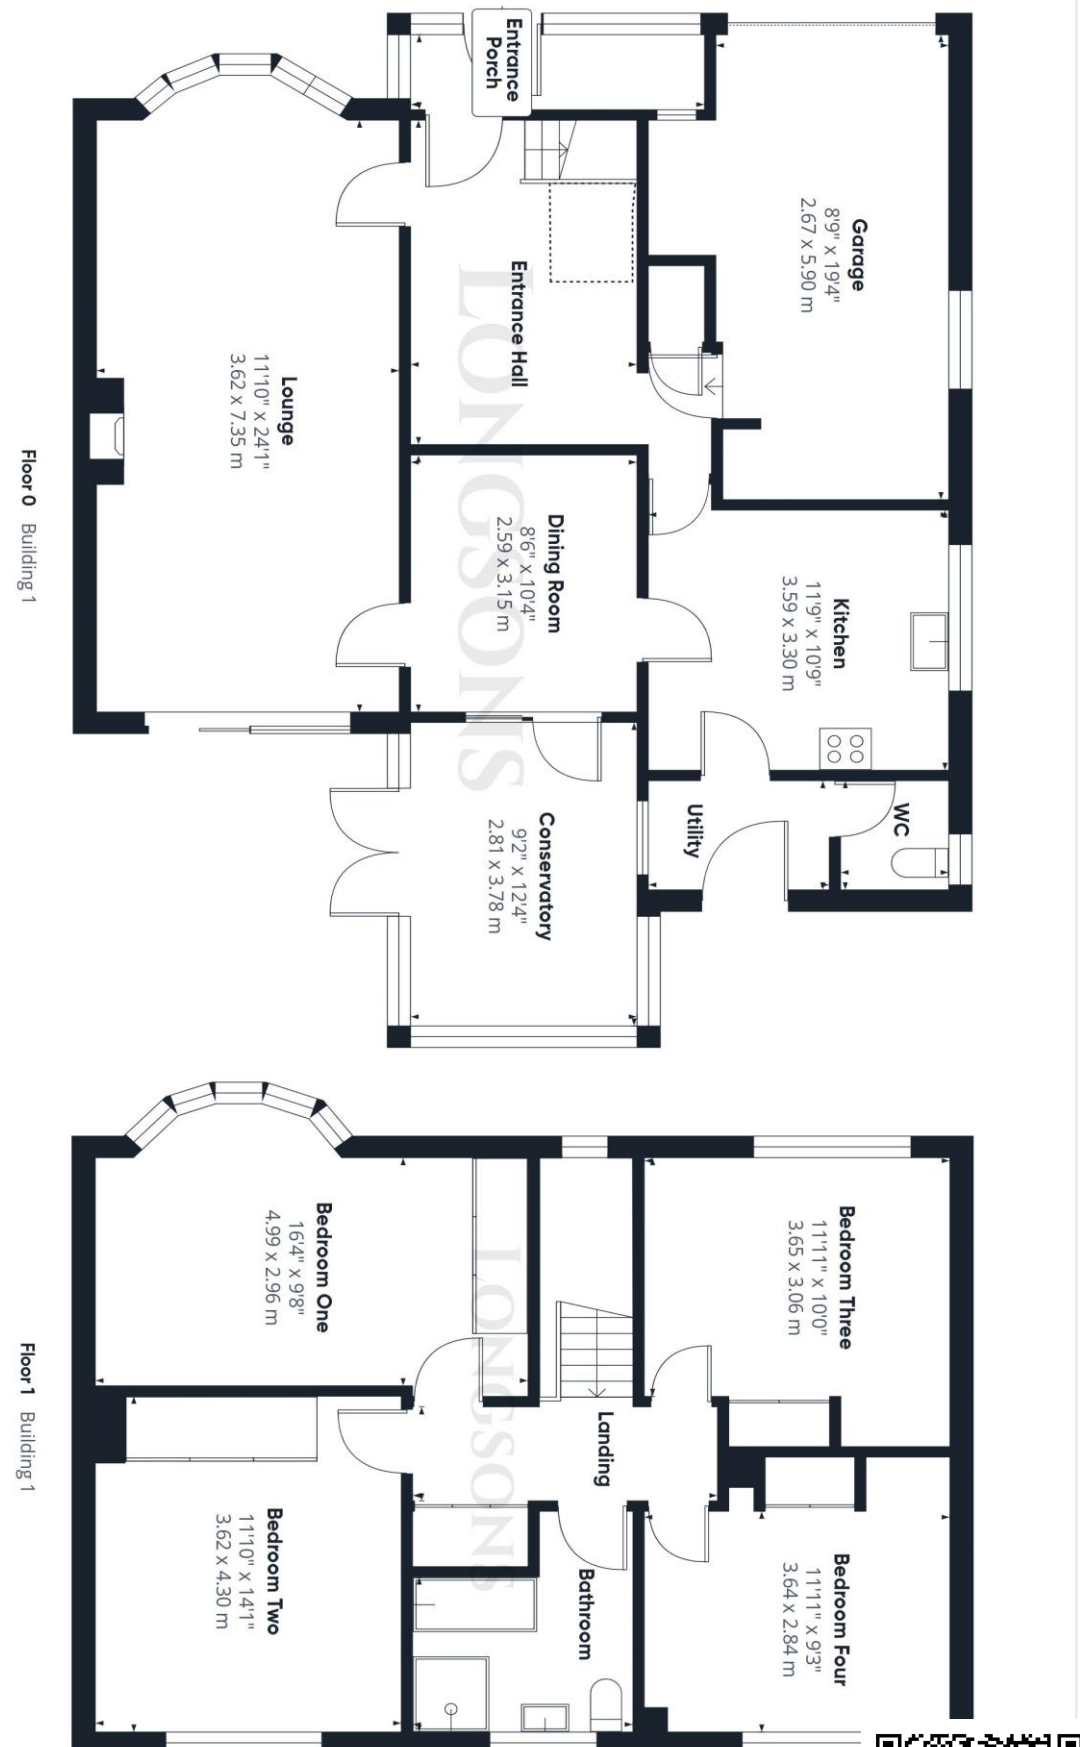 Entrance
Porch
Garage
8'9" x 19'4"
2.67 x 5.90 m
Entrance Hall
Lounge
11'10" x 24'1"
3.62 x 7.35 m
Dining Room
8'6" x 10'4"
2.59 x 3.15 m
Kitchen
11'9" x 10'9"
3.59 x 3.30 m
WC
Utility
Conservatory
9'2" x 12'4"
2.81 x 3.78 m
LONGSONS
Floor 0 Building 1
Bedroom Three
11'11" x 10'0"
3.65 x 3.06 m
Bedroom One
16'4" x 9'8"
4.99 x 2.96 m
Landing
Bedroom Two
11'10" x 14'1"
3.62 x 4.30 m
Bathroom
Bedroom Four
11'11" x 9'3"
3.64 x 2.84 m
LONGSONS
Floor 1 Building 1